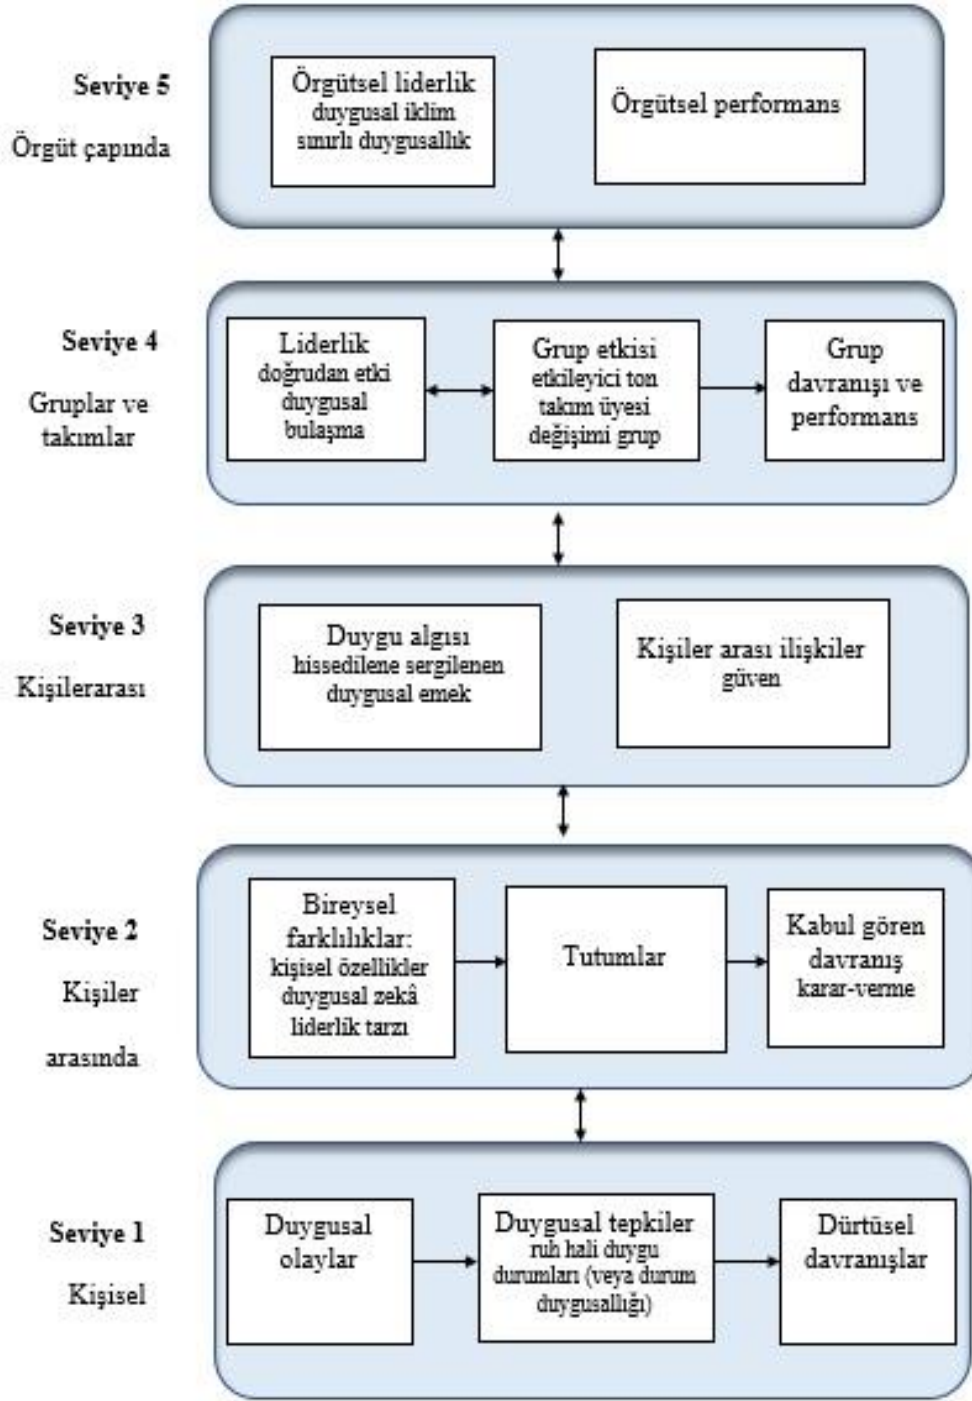 Seviye 5
Örgüt çapında
Örgütsel liderlik
duygusal iklim
sınırlı duygusallık
Örgütsel performans
Seviye 4
Gruplar ve
takımlar
Liderlik
doğrudan etki
duygusal
bulaşma
Grup etkisi
etkileyici ton
takım üyesi
değişimi grup
Grup
davranışı ve
performans
Seviye 3
Kişilerarası
Duygu algısı
hissedilene sergilenen
duygusal emek
Kişiler arası ilişkiler
güven
Seviye 2
Kişiler
arasında
Bireysel
farklılıklar:
kişisel özellikler
duygusal zekâ
liderlik tarzı
Tutumlar
Kabul gören
davranış
karar-verme
Seviye 1
Kişisel
Duygusal
olaylar
Duygusal tepkiler
ruh hali duygu
durumları (veya durum
duygusallığı)
Dürtüsel
davranışlar